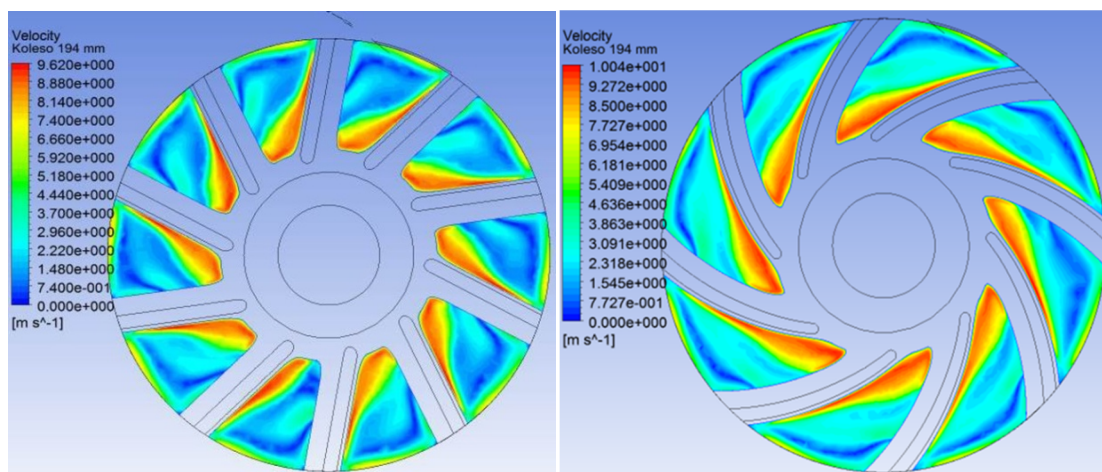 Velocity
Koleso 194 mm
9.620e+000
8.880e+000
8.140e+000
7.400e+000
6.660e+000
5.920e+000
5.180e+000
4.440e+000
3.700e+000
2.960e+000
2.220e+000
1.480e+000
7.400e-001
0.000e+000
[m s^-1]
Velocity
Koleso 194 mm
1.004e+001
9.272e+000
8.500e+000
7.727e+000
6.954e+000
6.181e+000
5.409e+000
4.636e+000
3.863e+000
3.091e+000
2.318e+000
1.545e+000
7.727e-001
0.000e+000
[m s^-1]